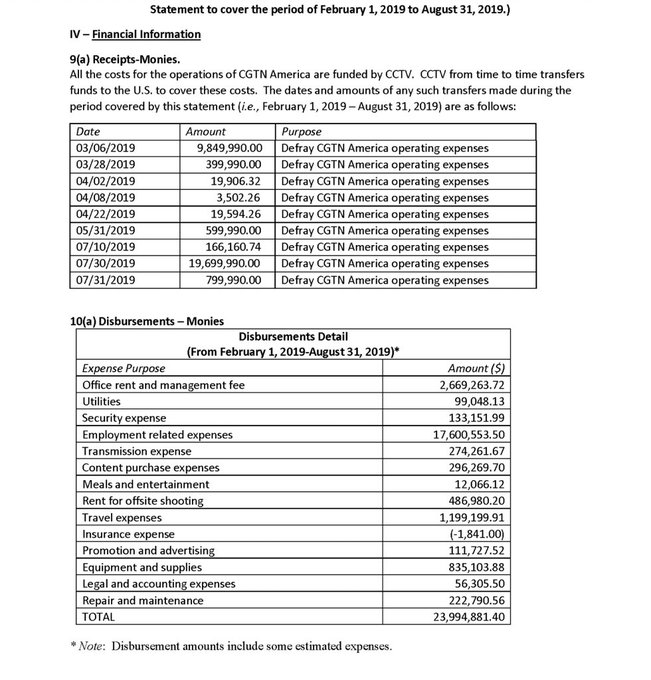 Statement to cover the period of February 1, 2019 to August 31, 2019.)
IV – Financial Information
9(a) Receipts-Monies.
All the costs for the operations of CGTN America are funded by CCTV. CCTV from time to time transfers
funds to the U.S. to cover these costs. The dates and amounts of any such transfers made during the
period covered by this statement (i.e., February 1, 2019 – August 31, 2019) are as follows:
Date Amount Purpose
03/06/2019 9,849,990.00 Defray CGTN America operating expenses
03/28/2019 399,990.00 Defray CGTN America operating expenses
04/02/2019 19,906.32 Defray CGTN America operating expenses
04/08/2019 3,502.26 Defray CGTN America operating expenses
04/22/2019 19,594.26 Defray CGTN America operating expenses
05/31/2019 599,990.00 Defray CGTN America operating expenses
07/10/2019 166,160.74 Defray CGTN America operating expenses
07/30/2019 19,699,990.00 Defray CGTN America operating expenses
07/31/2019 799,990.00 Defray CGTN America operating expenses
10(a) Disbursements – Monies
Disbursements Detail
(From February 1, 2019-August 31, 2019)*
Expense Purpose Amount ($)
Office rent and management fee 2,669,263.72
Utilities 99,048.13
Security expense 133,151.99
Employment related expenses 17,600,553.50
Transmission expense 274,261.67
Content purchase expenses 296,269.70
Meals and entertainment 12,066.12
Rent for offsite shooting 486,980.20
Travel expenses 1,199,199.91
Insurance expense (-1,841.00)
Promotion and advertising 111,727.52
Equipment and supplies 835,103.88
Legal and accounting expenses 56,305.50
Repair and maintenance 222,790.56
TOTAL 23,994,881.40
* Note: Disbursement amounts include some estimated expenses.